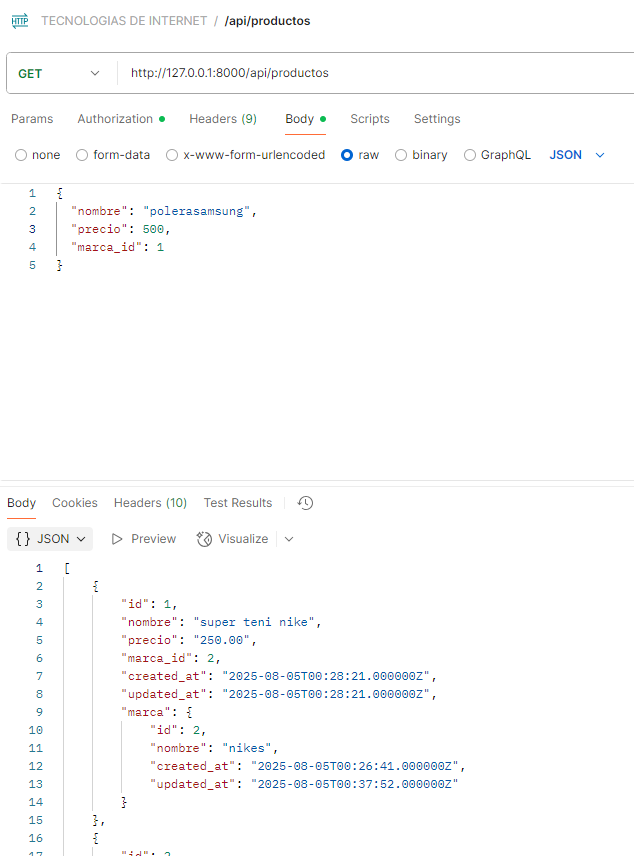 HTTP TECNOLOGIAS DE INTERNET / /api/productos
GET http://127.0.0.1:8000/api/productos
Params Authorization Headers (9) Body Scripts Settings
none form-data x-www-form-urlencoded raw binary GraphQL JSON
1 {
2 "nombre": "polerasamsung",
3 "precio": 500,
4 "marca_id": 1
5 }
Body Cookies Headers (10) Test Results
{} JSON Preview Visualize
1 [
2 {
3 "id": 1,
4 "nombre": "super teni nike",
5 "precio": "250.00",
6 "marca_id": 2,
7 "created_at": "2025-08-05T00:28:21.000000Z",
8 "updated_at": "2025-08-05T00:28:21.000000Z",
9 "marca": {
10 "id": 2,
11 "nombre": "nikes",
12 "created_at": "2025-08-05T00:26:41.000000Z",
13 "updated_at": "2025-08-05T00:37:52.000000Z"
14 }
15 },
16 {
17 "id":